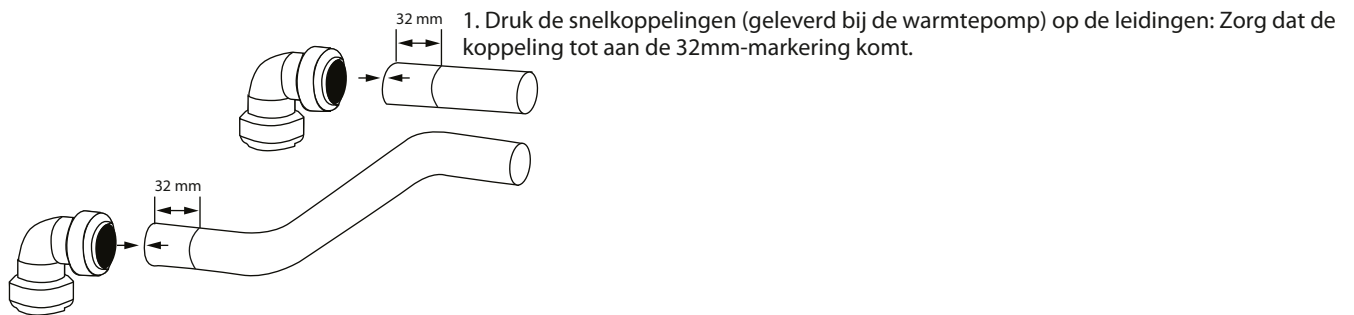 32 mm
1. Druk de snelkoppelingen (geleverd bij de warmtepomp) op de leidingen: Zorg dat de
koppeling tot aan de 32mm-markering komt.
32 mm